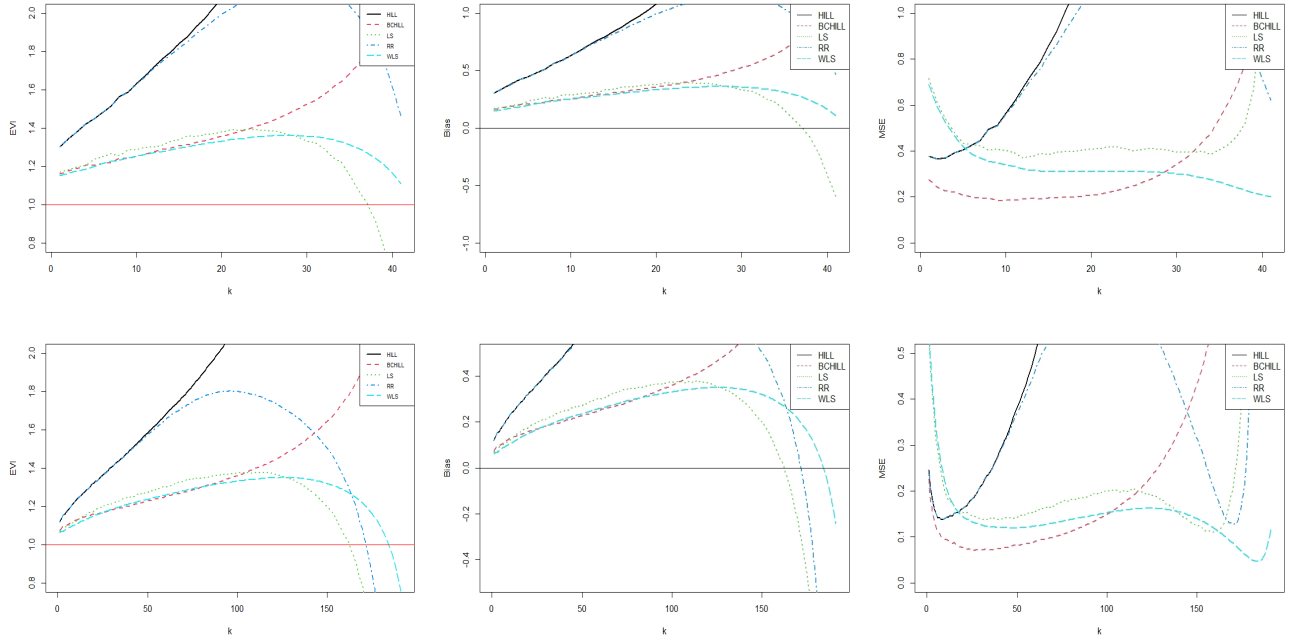 EVI
0.8 1.0 1.2 1.4 1.6 1.8 2.0
HILL
BCHILL
LS
RR
WLS
0 10 20 30 40
k
Bias
-1.0 -0.5 0.0 0.5 1.0
HILL
BCHILL
LS
RR
WLS
0 10 20 30 40
k
MSE
0.0 0.2 0.4 0.6 0.8 1.0
HILL
BCHILL
LS
RR
WLS
0 10 20 30 40
k
EVI
0.8 1.0 1.2 1.4 1.6 1.8 2.0
HILL
BCHILL
LS
RR
WLS
0 50 100 150
k
Bias
-0.4 -0.2 0.0 0.2 0.4
HILL
BCHILL
LS
RR
WLS
0 50 100 150
k
MSE
0.0 0.1 0.2 0.3 0.4 0.5
HILL
BCHILL
LS
RR
WLS
0 50 100 150
k